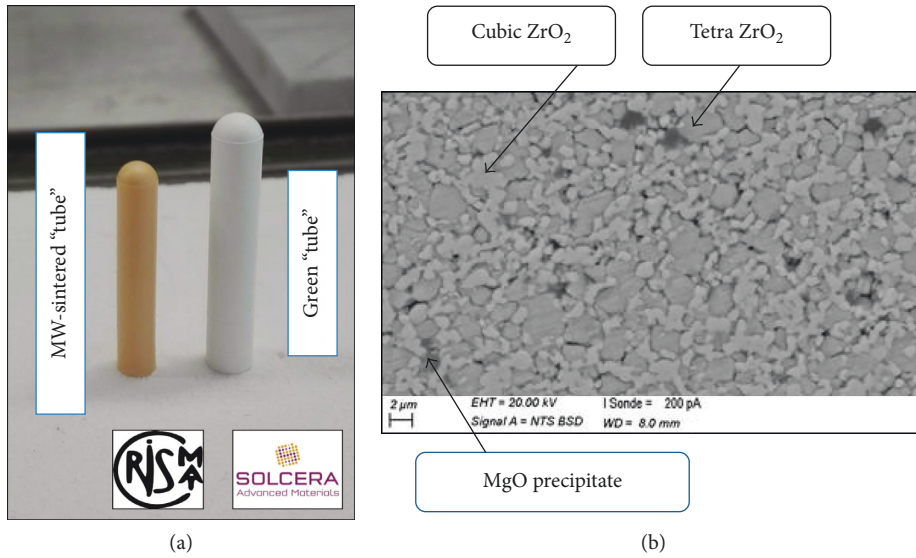 MW-sintered “tube”
Green “tube”
CRISMAT
SOLCERA
Advanced Materials
(a)
Cubic ZrO₂
Tetra ZrO₂
2 µm
EHT = 20.00 kV
I Sonde = 200 pA
Signal A = NTS BSD
WD = 8.0 mm
MgO precipitate
(b)